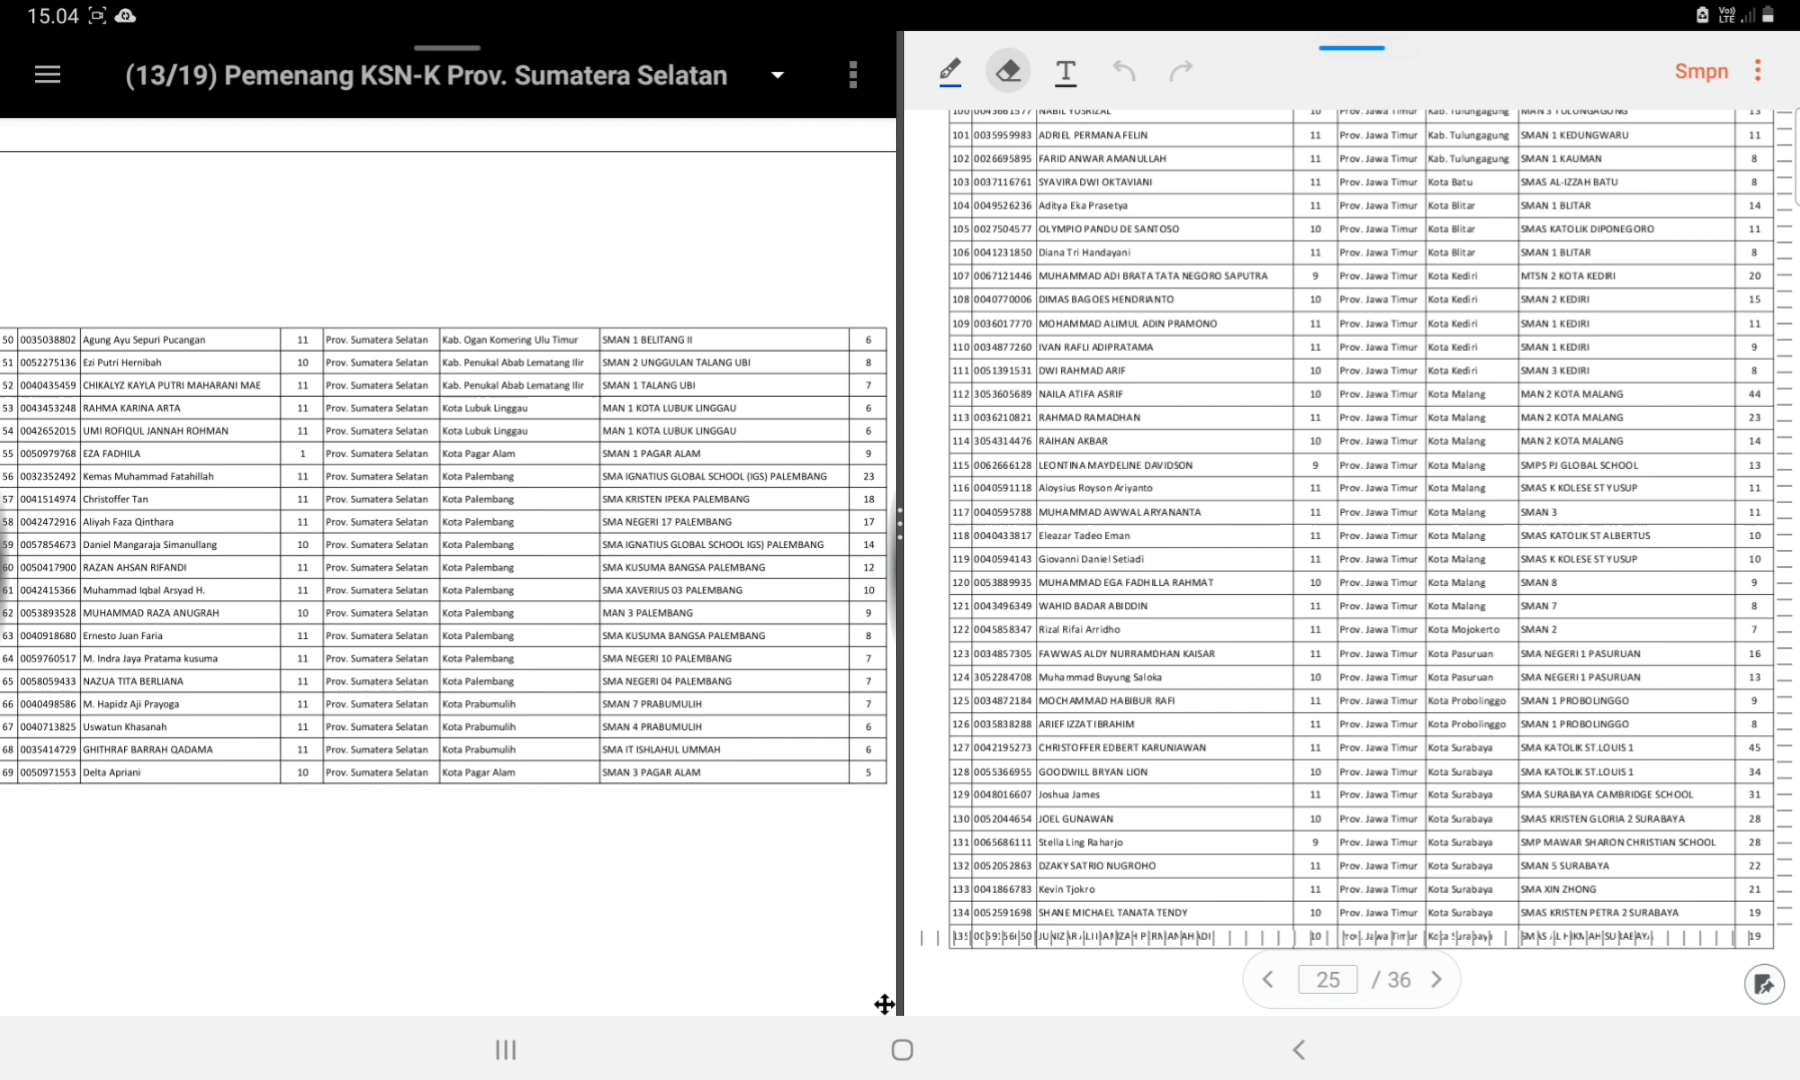 15.04
Vo)) LTE
(13/19) Pemenang KSN-K Prov. Sumatera Selatan
50 0035038802 Agung Ayu Sepuri Pucangan 11 Prov. Sumatera Selatan Kab. Ogan Komering Ulu Timur SMAN 1 BELITANG II 6
51 0052275136 Ezi Putri Hernibah 10 Prov. Sumatera Selatan Kab. Penukal Abab Lematang Ilir SMAN 2 UNGGULAN TALANG UBI 8
52 0040435459 CHIKALYZ KAYLA PUTRI MAHARANI MAE 11 Prov. Sumatera Selatan Kab. Penukal Abab Lematang Ilir SMAN 1 TALANG UBI 7
53 0043453248 RAHMA KARINA ARTA 11 Prov. Sumatera Selatan Kota Lubuk Linggau MAN 1 KOTA LUBUK LINGGAU 6
54 0042652015 UMI ROFIQUL JANNAH ROHMAN 11 Prov. Sumatera Selatan Kota Lubuk Linggau MAN 1 KOTA LUBUK LINGGAU 6
55 0050979768 EZA FADHILA 1 Prov. Sumatera Selatan Kota Pagar Alam SMAN 1 PAGAR ALAM 9
56 0032352492 Kemas Muhammad Fatahillah 11 Prov. Sumatera Selatan Kota Palembang SMA IGNATIUS GLOBAL SCHOOL (IGS) PALEMBANG 23
57 0041514974 Christoffer Tan 11 Prov. Sumatera Selatan Kota Palembang SMA KRISTEN IPEKA PALEMBANG 18
58 0042472916 Aliyah Faza Qinthara 11 Prov. Sumatera Selatan Kota Palembang SMA NEGERI 17 PALEMBANG 17
59 0057854673 Daniel Mangaraja Simanullang 10 Prov. Sumatera Selatan Kota Palembang SMA IGNATIUS GLOBAL SCHOOL IGS) PALEMBANG 14
60 0050417900 RAZAN AHSAN RIFANDI 11 Prov. Sumatera Selatan Kota Palembang SMA KUSUMA BANGSA PALEMBANG 12
61 0042415366 Muhammad Iqbal Arsyad H. 11 Prov. Sumatera Selatan Kota Palembang SMA XAVERIUS 03 PALEMBANG 10
62 0053893528 MUHAMMAD RAZA ANUGRAH 10 Prov. Sumatera Selatan Kota Palembang MAN 3 PALEMBANG 9
63 0040918680 Ernesto Juan Faria 11 Prov. Sumatera Selatan Kota Palembang SMA KUSUMA BANGSA PALEMBANG 8
64 0059760517 M. Indra Jaya Pratama kusuma 11 Prov. Sumatera Selatan Kota Palembang SMA NEGERI 10 PALEMBANG 7
65 0058059433 NAZUA TITA BERLIANA 11 Prov. Sumatera Selatan Kota Palembang SMA NEGERI 04 PALEMBANG 7
66 0040498586 M. Hapidz Aji Prayoga 11 Prov. Sumatera Selatan Kota Prabumulih SMAN 7 PRABUMULIH 7
67 0040713825 Uswatun Khasanah 11 Prov. Sumatera Selatan Kota Prabumulih SMAN 4 PRABUMULIH 6
68 0035414729 GHITHRAF BARRAH QADAMA 11 Prov. Sumatera Selatan Kota Prabumulih SMA IT ISHLAHUL UMMAH 6
69 0050971553 Delta Apriani 10 Prov. Sumatera Selatan Kota Pagar Alam SMAN 3 PAGAR ALAM 5
T
Smpn
100 0043661577 NABIL YUSRIZAL 10 Prov. Jawa Timur Kab. Tulungagung MAN 3 TULUNGAGUNG 13
101 0035959983 ADRIEL PERMANA FELIN 11 Prov. Jawa Timur Kab. Tulungagung SMAN 1 KEDUNGWARU 11
102 0026695895 FARID ANWAR AMANULLAH 11 Prov. Jawa Timur Kab. Tulungagung SMAN 1 KAUMAN 8
103 0037116761 SYAVIRA DWI OKTAVIANI 11 Prov. Jawa Timur Kota Batu SMAS AL-IZZAH BATU 8
104 0049526236 Aditya Eka Prasetya 11 Prov. Jawa Timur Kota Blitar SMAN 1 BLITAR 14
105 0027504577 OLYMPIO PANDU DE SANTOSO 10 Prov. Jawa Timur Kota Blitar SMAS KATOLIK DIPONEGORO 11
106 0041231850 Diana Tri Handayani 11 Prov. Jawa Timur Kota Blitar SMAN 1 BLITAR 8
107 0067121446 MUHAMMAD ADI BRATA TATA NEGORO SAPUTRA 9 Prov. Jawa Timur Kota Kediri MTSN 2 KOTA KEDIRI 20
108 0040770006 DIMAS BAGOES HENDRIANTO 10 Prov. Jawa Timur Kota Kediri SMAN 2 KEDIRI 15
109 0036017770 MOHAMMAD ALIMUL ADIN PRAMONO 11 Prov. Jawa Timur Kota Kediri SMAN 1 KEDIRI 11
110 0034877260 IVAN RAFLI ADIPRATAMA 11 Prov. Jawa Timur Kota Kediri SMAN 1 KEDIRI 9
111 0051391531 DWI RAHMAD ARIF 10 Prov. Jawa Timur Kota Kediri SMAN 3 KEDIRI 8
112 3053605689 NAILA ATIFA ASRIF 10 Prov. Jawa Timur Kota Malang MAN 2 KOTA MALANG 44
113 0036210821 RAHMAD RAMADHAN 11 Prov. Jawa Timur Kota Malang MAN 2 KOTA MALANG 23
114 3054314476 RAIHAN AKBAR 10 Prov. Jawa Timur Kota Malang MAN 2 KOTA MALANG 14
115 0062666128 LEONTINA MAYDELINE DAVIDSON 9 Prov. Jawa Timur Kota Malang SMPS PJ GLOBAL SCHOOL 13
116 0040591118 Aloysius Royson Ariyanto 11 Prov. Jawa Timur Kota Malang SMAS K KOLESE ST YUSUP 11
117 0040595788 MUHAMMAD AWWAL ARYANANTA 11 Prov. Jawa Timur Kota Malang SMAN 3 11
118 0040433817 Eleazar Tadeo Eman 11 Prov. Jawa Timur Kota Malang SMAS KATOLIK ST ALBERTUS 10
119 0040594143 Giovanni Daniel Setiadi 11 Prov. Jawa Timur Kota Malang SMAS K KOLESE ST YUSUP 10
120 0053889935 MUHAMMAD EGA FADHILLA RAHMAT 10 Prov. Jawa Timur Kota Malang SMAN 8 9
121 0043496349 WAHID BADAR ABIDDIN 11 Prov. Jawa Timur Kota Malang SMAN 7 8
122 0045858347 Rizal Rifai Arridho 11 Prov. Jawa Timur Kota Mojokerto SMAN 2 7
123 0034857305 FAWWAS ALDY NURRAMDHAN KAISAR 11 Prov. Jawa Timur Kota Pasuruan SMA NEGERI 1 PASURUAN 16
124 3052284708 Muhammad Buyung Saloka 10 Prov. Jawa Timur Kota Pasuruan SMA NEGERI 1 PASURUAN 13
125 0034872184 MOCHAMMAD HABIBUR RAFI 11 Prov. Jawa Timur Kota Probolinggo SMAN 1 PROBOLINGGO 9
126 0035838288 ARIEF IZZAT IBRAHIM 11 Prov. Jawa Timur Kota Probolinggo SMAN 1 PROBOLINGGO 8
127 0042195273 CHRISTOFFER EDBERT KARUNIAWAN 11 Prov. Jawa Timur Kota Surabaya SMA KATOLIK ST.LOUIS 1 45
128 0055366955 GOODWILL BRYAN LION 10 Prov. Jawa Timur Kota Surabaya SMA KATOLIK ST.LOUIS 1 34
129 0048016607 Joshua James 11 Prov. Jawa Timur Kota Surabaya SMA SURABAYA CAMBRIDGE SCHOOL 31
130 0052044654 JOEL GUNAWAN 10 Prov. Jawa Timur Kota Surabaya SMAS KRISTEN GLORIA 2 SURABAYA 28
131 0065686111 Stella Ling Raharjo 9 Prov. Jawa Timur Kota Surabaya SMP MAWAR SHARON CHRISTIAN SCHOOL 28
132 0052052863 DZAKY SATRIO NUGROHO 11 Prov. Jawa Timur Kota Surabaya SMAN 5 SURABAYA 22
133 0041866783 Kevin Tjokro 11 Prov. Jawa Timur Kota Surabaya SMA XIN ZHONG 21
134 0052591698 SHANE MICHAEL TANATA TENDY 10 Prov. Jawa Timur Kota Surabaya SMAS KRISTEN PETRA 2 SURABAYA 19
135 10 Prov. Jawa Timur Kota Surabaya 19
25 / 36